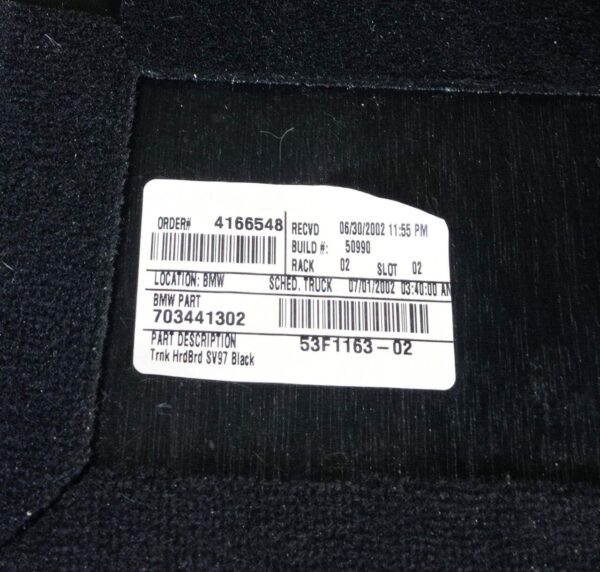 ORDER# 4166548
RECVD 06/30/2002 11:55 PM
BUILD #: 50990
RACK 02 SLOT 02
LOCATION: BMW SCHED. TRUCK 07/01/2002 03:40:00 AM
BMW PART
703441302
PART DESCRIPTION 53F1163-02
Trnk HrdBrd SV97 Black